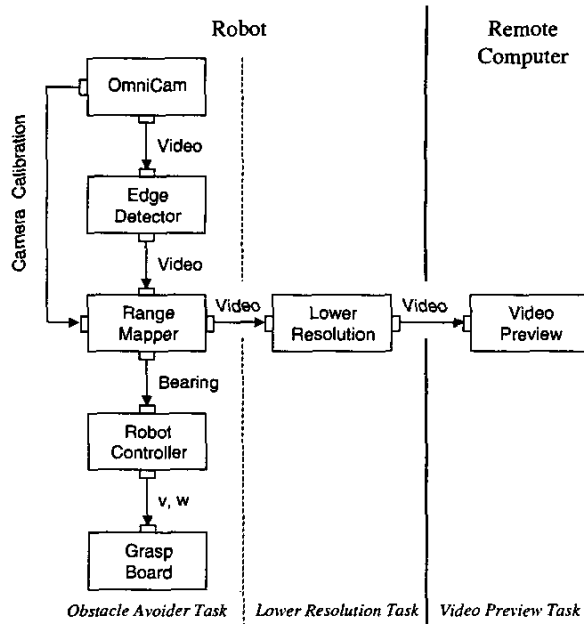 Robot
Remote
Computer
OmniCam
Camera Calibration
Video
Edge
Detector
Video
Range
Mapper
Video
Lower
Resolution
Video
Video
Preview
Bearing
Robot
Controller
v, w
Grasp
Board
Obstacle Avoider Task
Lower Resolution Task
Video Preview Task